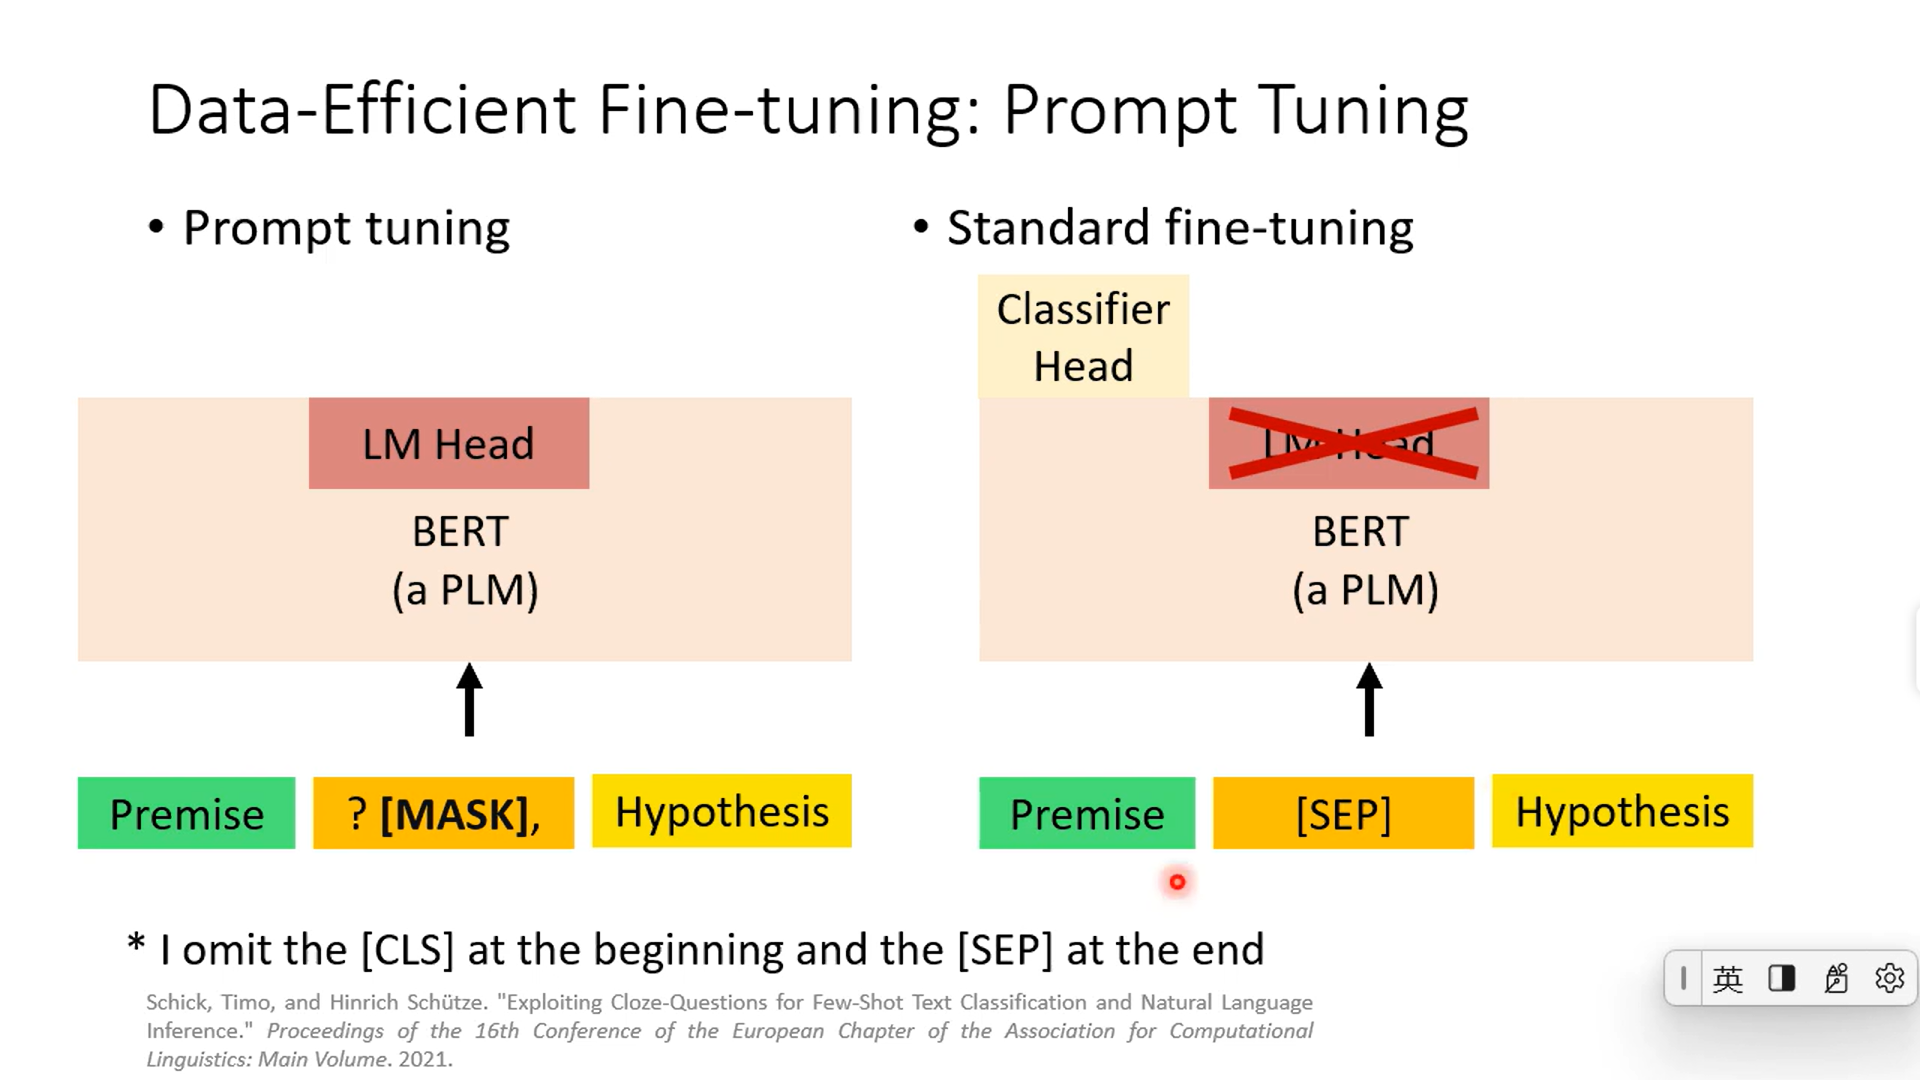 Data-Efficient Fine-tuning: Prompt Tuning
• Prompt tuning
LM Head
BERT
(a PLM)
Premise
? [MASK],
Hypothesis
• Standard fine-tuning
Classifier
Head
LM Head
BERT
(a PLM)
Premise
[SEP]
Hypothesis
* I omit the [CLS] at the beginning and the [SEP] at the end
Schick, Timo, and Hinrich Schütze. "Exploiting Cloze-Questions for Few-Shot Text Classification and Natural Language
Inference." Proceedings of the 16th Conference of the European Chapter of the Association for Computational
Linguistics: Main Volume. 2021.
英